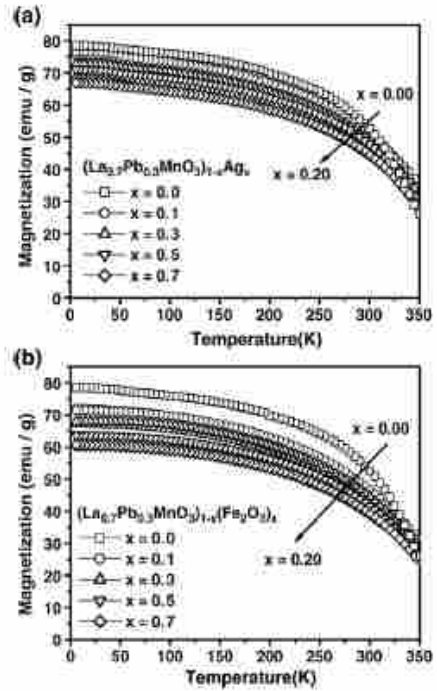 (a)
80
70
60
50
40
30
20
10
0
Magnetization (emu / g)
x = 0.00
x = 0.20
(La0.7Pb0.3MnO3)1-xAgx
x = 0.0
x = 0.1
x = 0.3
x = 0.5
x = 0.7
0 50 100 150 200 250 300 350
Temperature(K)
(b)
80
70
60
50
40
30
20
10
0
Magnetization (emu / g)
x = 0.00
x = 0.20
(La0.7Pb0.3MnO3)1-x(Fe2O3)x
x = 0.0
x = 0.1
x = 0.3
x = 0.5
x = 0.7
0 50 100 150 200 250 300 350
Temperature(K)